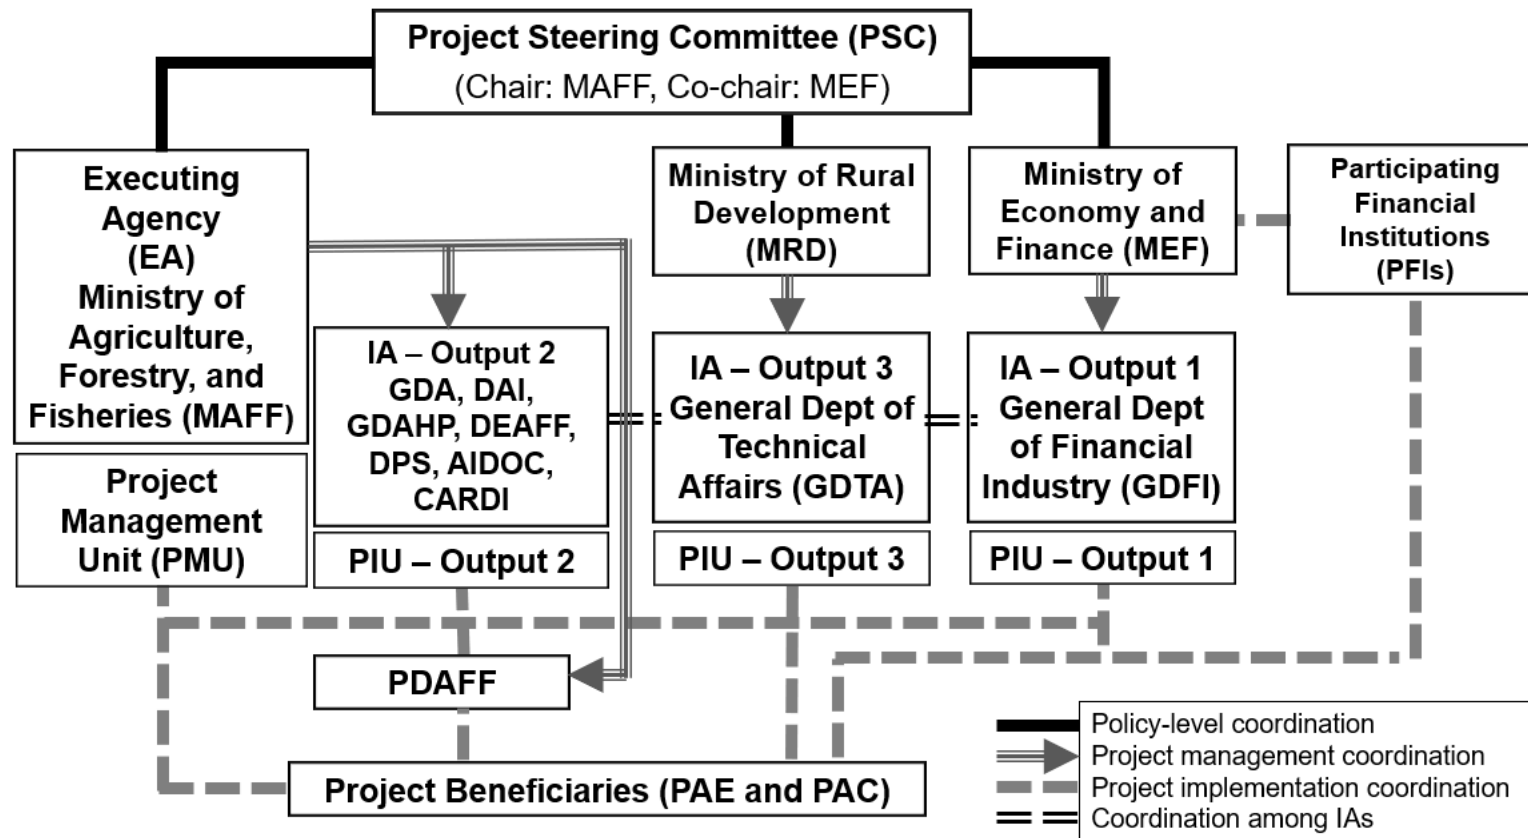 Project Steering Committee (PSC)
(Chair: MAFF, Co-chair: MEF)
Executing
Agency
(EA)
Ministry of
Agriculture,
Forestry, and
Fisheries (MAFF)
Ministry of Rural
Development
(MRD)
Ministry of
Economy and
Finance (MEF)
Participating
Financial
Institutions
(PFIs)
IA – Output 2
GDA, DAI,
GDAHP, DEAFF,
DPS, AIDOC,
CARDI
IA – Output 3
General Dept of
Technical
Affairs (GDTA)
IA – Output 1
General Dept
of Financial
Industry (GDFI)
Project
Management
Unit (PMU)
PIU – Output 2
PIU – Output 3
PIU – Output 1
PDAFF
Project Beneficiaries (PAE and PAC)
Policy-level coordination
Project management coordination
Project implementation coordination
Coordination among IAs